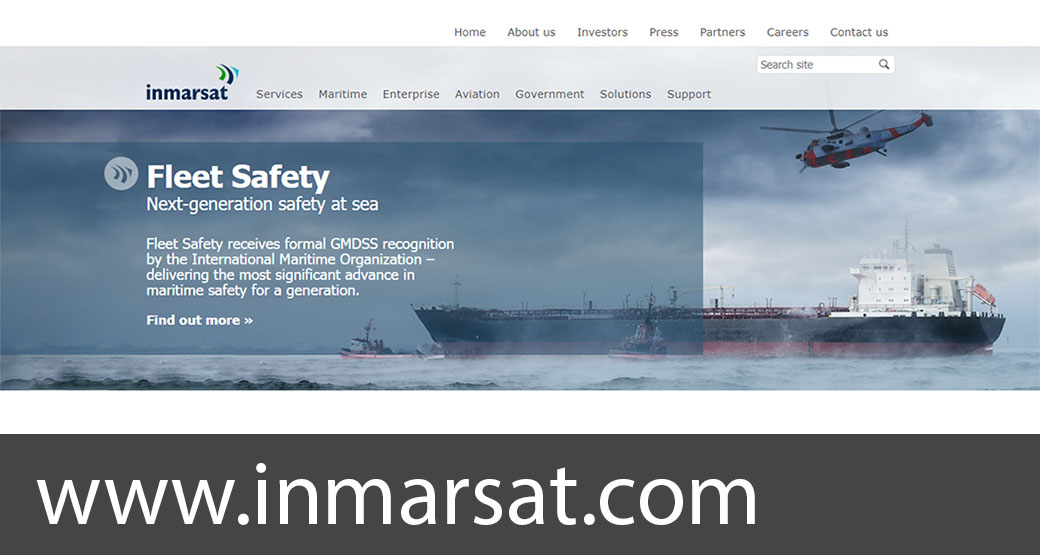 Home About us Investors Press Partners Careers Contact us
Search site
inmarsat Services Maritime Enterprise Aviation Government Solutions Support
Fleet Safety
Next-generation safety at sea
Fleet Safety receives formal GMDSS recognition
by the International Maritime Organization –
delivering the most significant advance in
maritime safety for a generation.
Find out more »
www.inmarsat.com